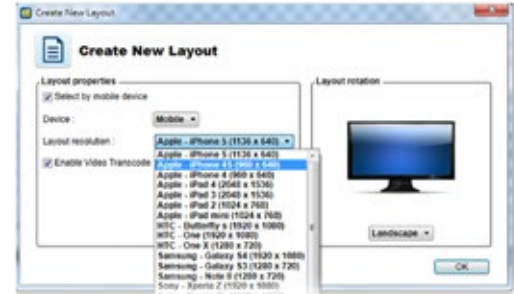 Create New Layout
Create New Layout
Layout properties
Select by mobile device
Device :
Mobile
Layout resolution :
Apple - iPhone 5 (1136 x 640)
Enable Video Transcode
Apple - iPhone 5 (1136 x 640)
Apple - iPhone 4S (960 x 640)
Apple - iPhone 4 (960 x 640)
Apple - iPad 4 (2048 x 1536)
Apple - iPad 3 (2048 x 1536)
Apple - iPad 2 (1024 x 768)
Apple - iPad mini (1024 x 768)
HTC - Butterfly s (1920 x 1080)
HTC - One (1920 x 1080)
HTC - One X (1280 x 720)
Samsung - Galaxy S4 (1920 x 1080)
Samsung - Galaxy S3 (1280 x 720)
Samsung - Note II (1280 x 720)
Sony - Xperia Z (1920 x 1080)
Layout rotation
Landscape
OK